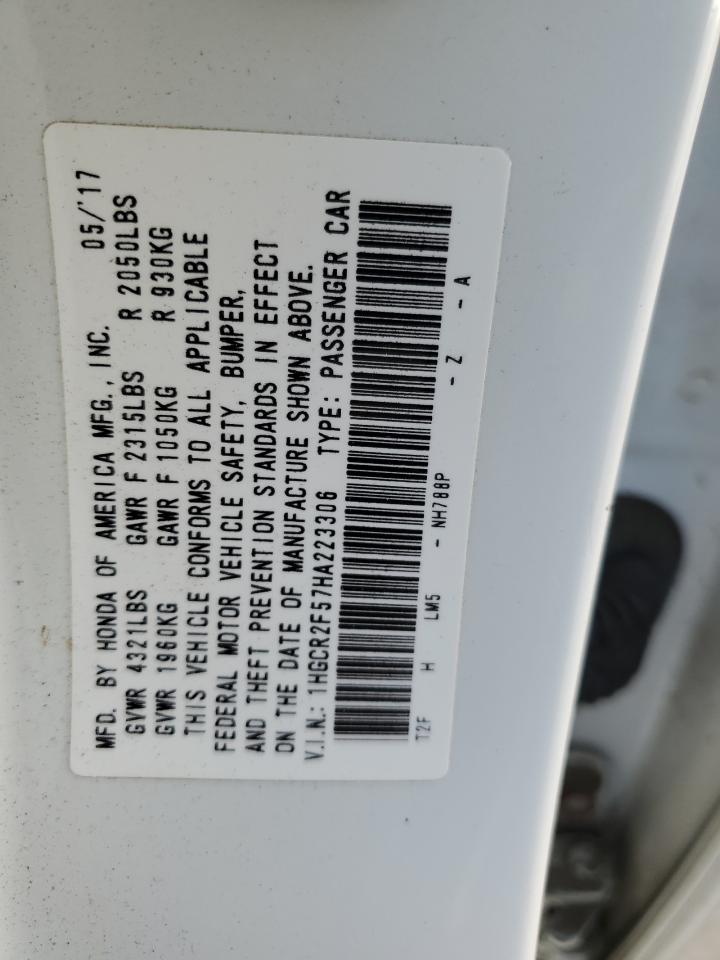 MFD. BY HONDA OF AMERICA MFG., INC. 05/'17
GVWR 4321LBS GAWR F 2315LBS R 2050LBS
GVWR 1960KG GAWR F 1050KG R 930KG
THIS VEHICLE CONFORMS TO ALL APPLICABLE
FEDERAL MOTOR VEHICLE SAFETY, BUMPER,
AND THEFT PREVENTION STANDARDS IN EFFECT
ON THE DATE OF MANUFACTURE SHOWN ABOVE.
V.I.N.: 1HGCR2F57HA223306 TYPE: PASSENGER CAR
T2F H LM5 - NH788P - Z - A